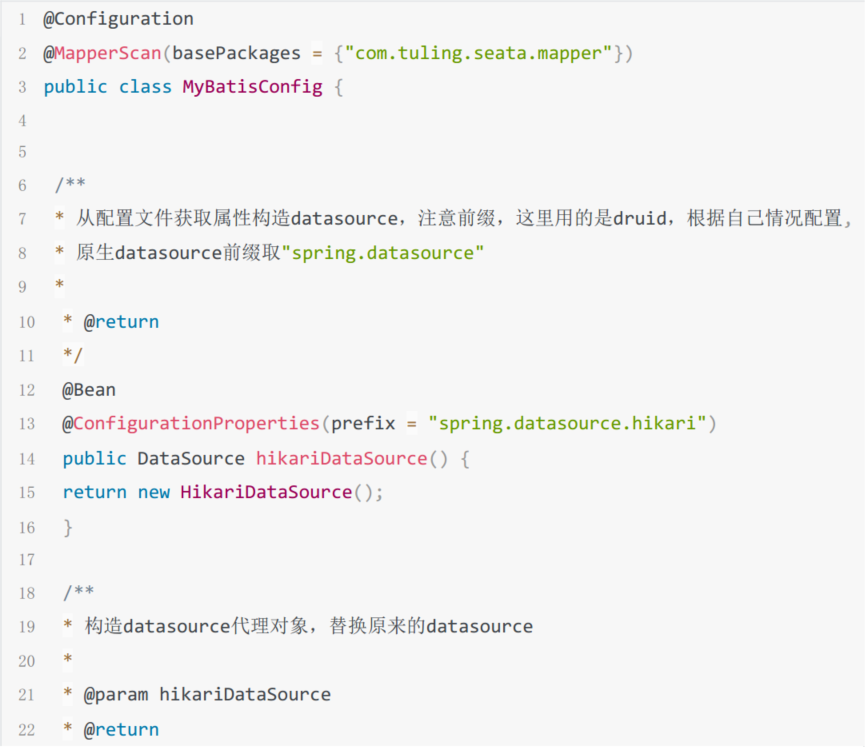 1 @Configuration
2 @MapperScan(basePackages = {"com.tuling.seata.mapper"})
3 public class MyBatisConfig {
4
5
6 /**
7 * 从配置文件获取属性构造datasource，注意前缀，这里用的是druid，根据自己情况配置，
8 * 原生datasource前缀取"spring.datasource"
9 *
10 * @return
11 */
12 @Bean
13 @ConfigurationProperties(prefix = "spring.datasource.hikari")
14 public DataSource hikariDataSource() {
15 return new HikariDataSource();
16 }
17
18 /**
19 * 构造datasource代理对象，替换原来的datasource
20 *
21 * @param hikariDataSource
22 * @return